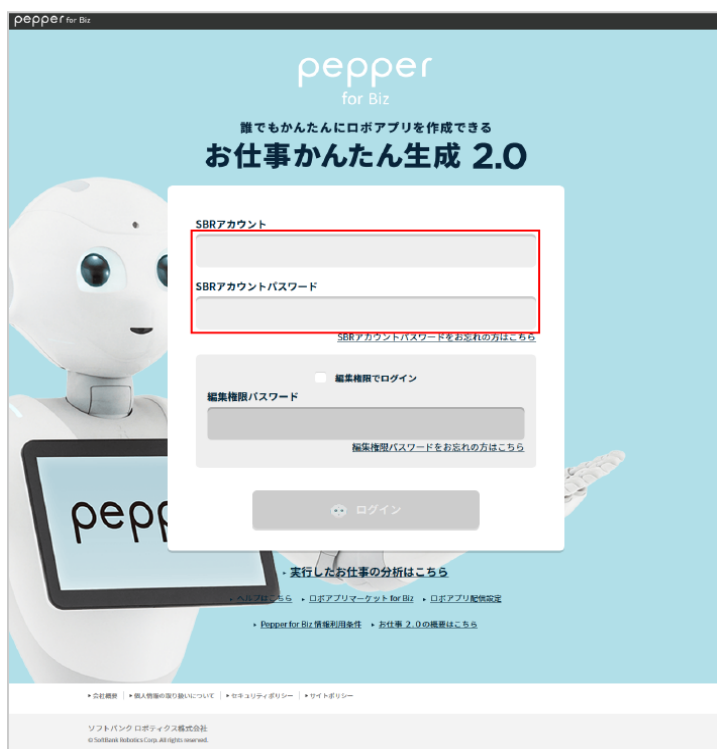 pepper for Biz
pepper
for Biz
誰でもかんたんにロボアプリを作成できる
お仕事かんたん生成 2.0
SBRアカウント
SBRアカウントパスワード
SBRアカウントパスワードをお忘れの方はこちら
編集権限でログイン
編集権限パスワード
編集権限パスワードをお忘れの方はこちら
ログイン
pepp
・実行したお仕事の分析はこちら
▸ ヘルプはこちら ▸ ロボアプリマーケット for Biz ▸ ロボアプリ配信設定
▸ Pepper for Biz 情報利用条件 ▸ お仕事 2.0の概要はこちら
▸会社概要 | ▸個人情報の取り扱いについて | ▸セキュリティポリシー | ▸サイトポリシー
ソフトバンク ロボティクス株式会社
© SoftBank Robotics Corp. All rights reserved.